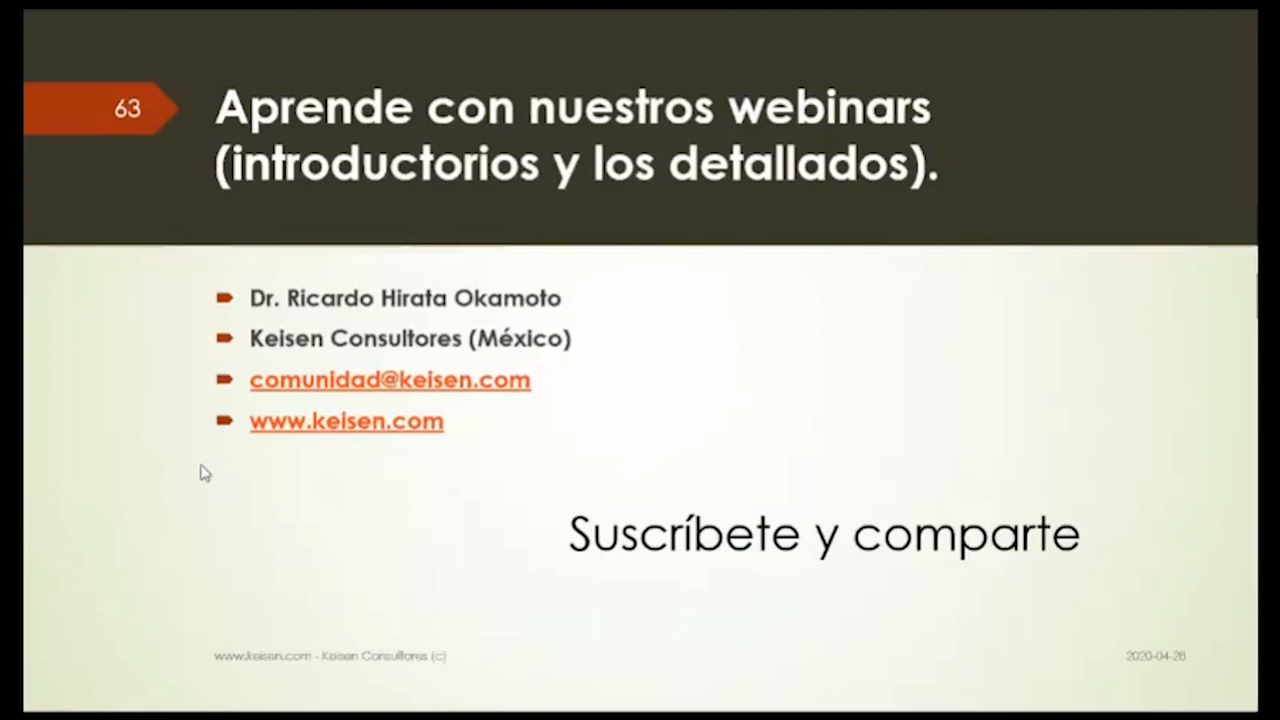 63
Aprende con nuestros webinars
(introductorios y los detallados).
Dr. Ricardo Hirata Okamoto
Keisen Consultores (México)
comunidad@keisen.com
www.keisen.com
Suscríbete y comparte
www.keisen.com - Keisen Consultores (c)
2020-04-28